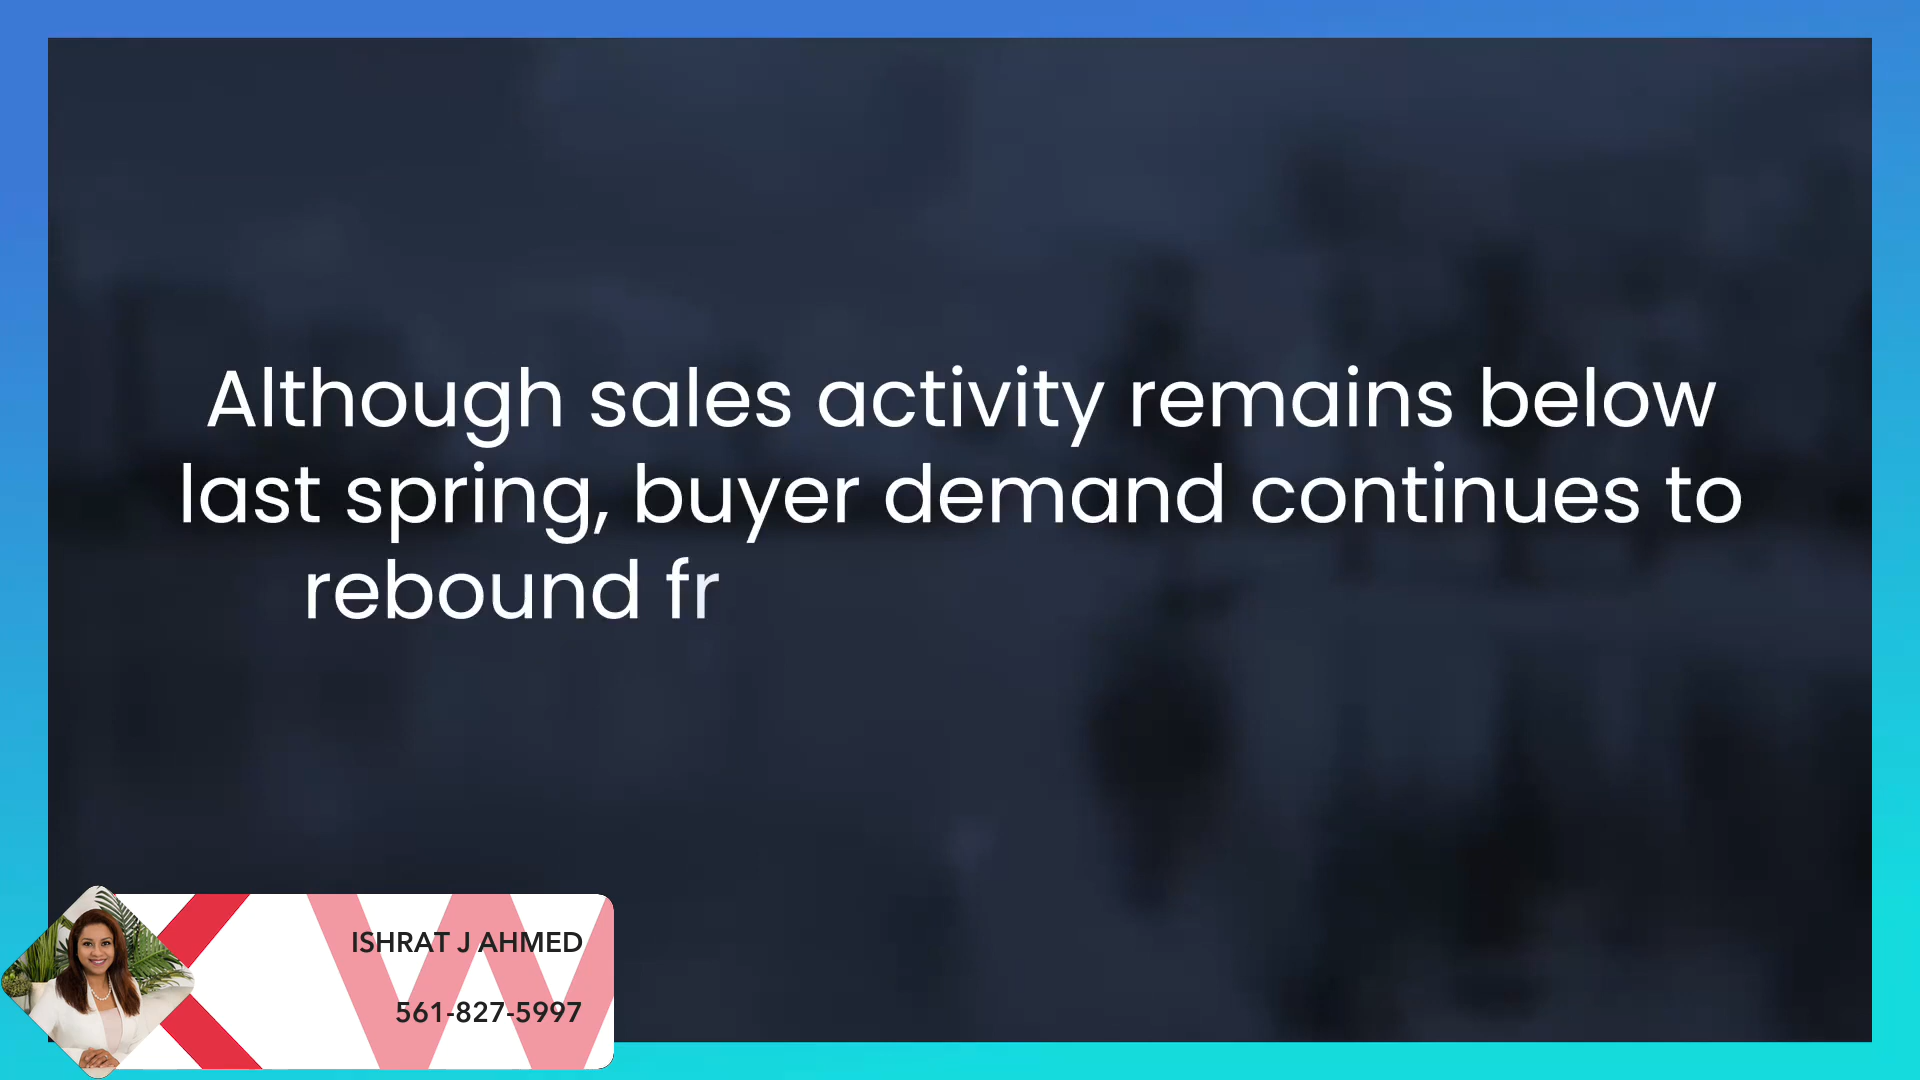 Although sales activity remains below
last spring, buyer demand continues to
rebound fr
ISHRAT J AHMED
561-827-5997